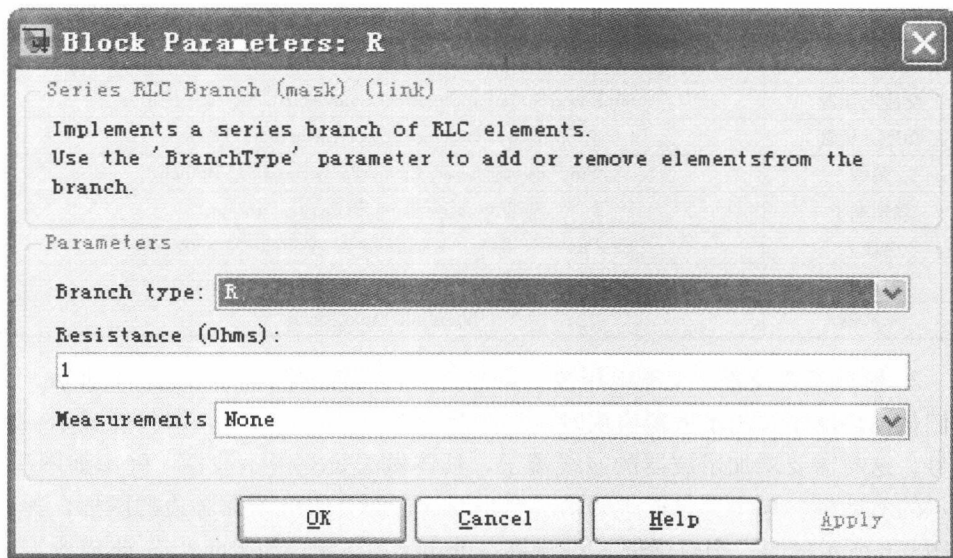 Block Parameters: R
Series RLC Branch (mask) (link)
Implements a series branch of RLC elements.
Use the 'BranchType' parameter to add or remove elementsfrom the
branch.
Parameters
Branch type: R
Resistance (Ohms):
1
Measurements None
OK Cancel Help Apply